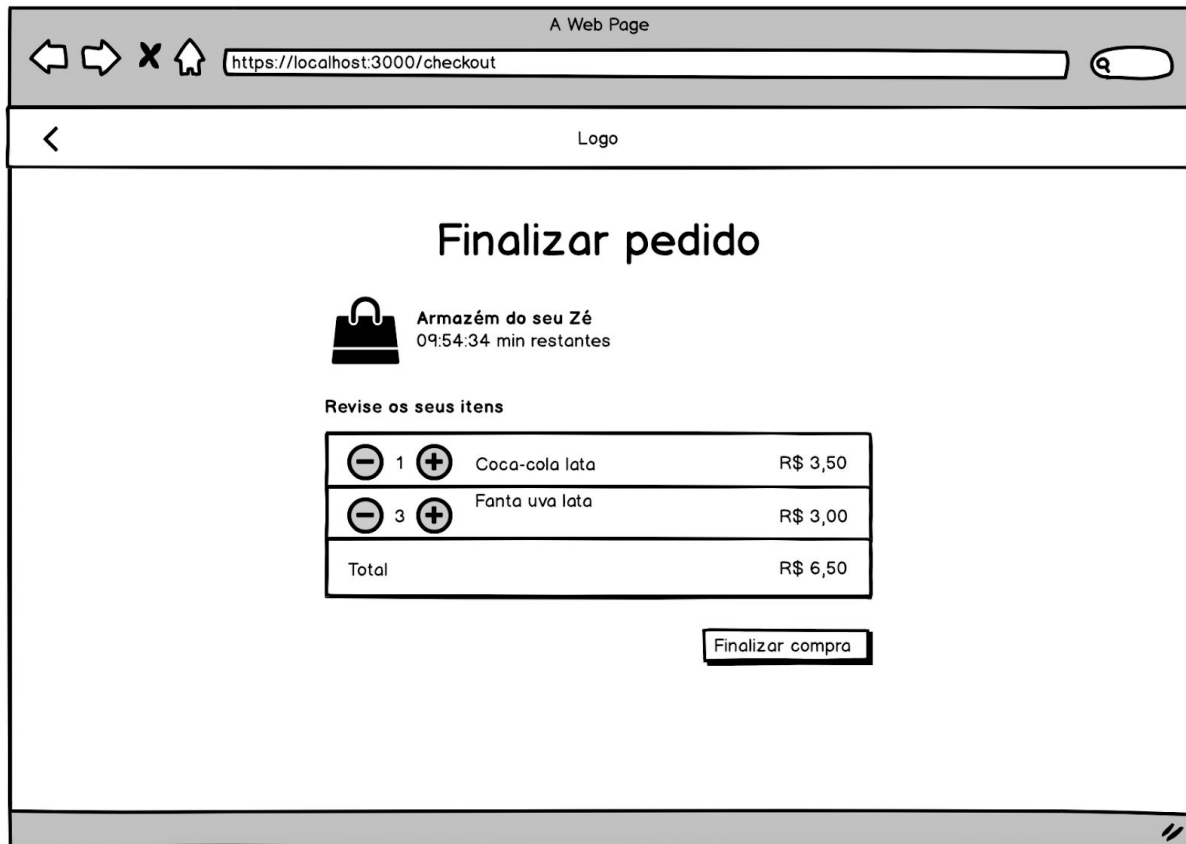 A Web Page
https://localhost:3000/checkout
Logo
Finalizar pedido
Armazém do seu Zé
09:54:34 min restantes
Revise os seus itens
1 Coca-cola lata R$ 3,50
3 Fanta uva lata R$ 3,00
Total R$ 6,50
Finalizar compra